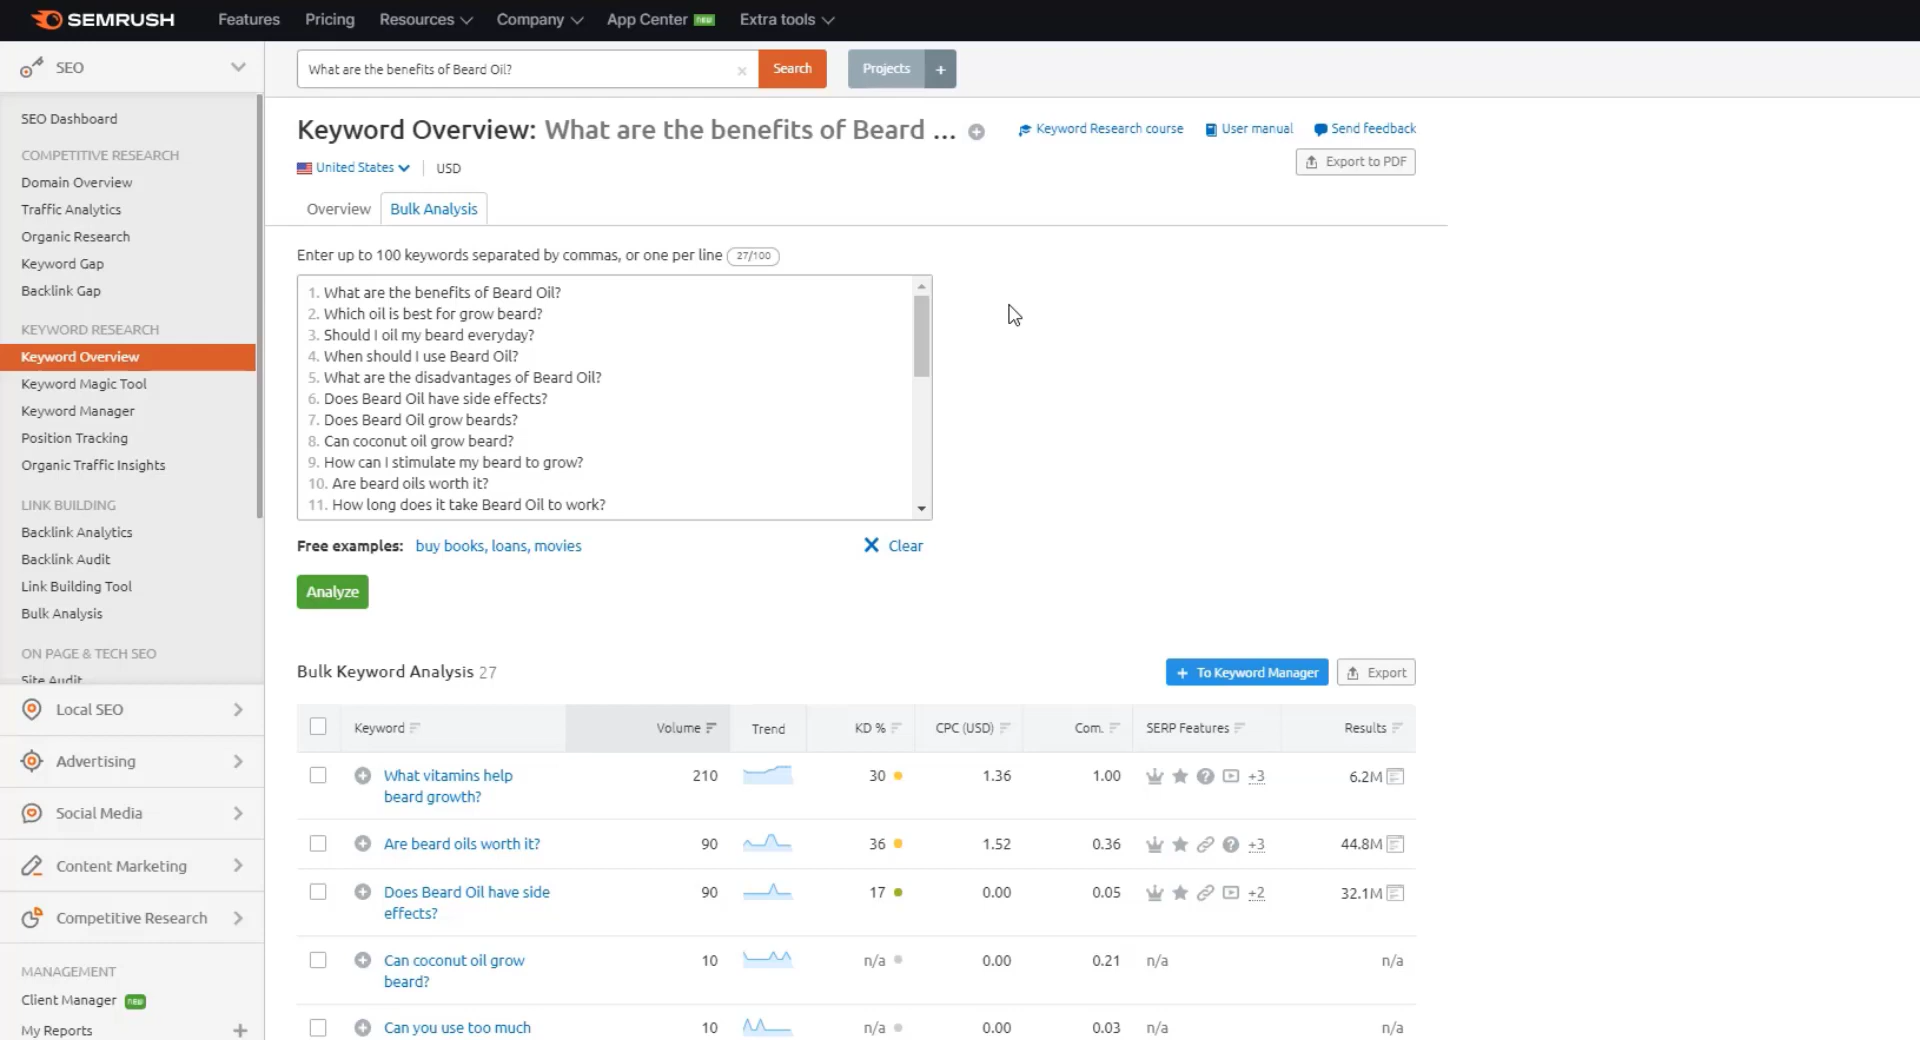 SEMRUSH
Features
Pricing
Resources
Company
App Center new
Extra tools
SEO
What are the benefits of Beard Oil?
Search
Projects
+
SEO Dashboard
COMPETITIVE RESEARCH
Domain Overview
Traffic Analytics
Organic Research
Keyword Gap
Backlink Gap
KEYWORD RESEARCH
Keyword Overview
Keyword Magic Tool
Keyword Manager
Position Tracking
Organic Traffic Insights
LINK BUILDING
Backlink Analytics
Backlink Audit
Link Building Tool
Bulk Analysis
ON PAGE & TECH SEO
Site Audit
Local SEO
Advertising
Social Media
Content Marketing
Competitive Research
MANAGEMENT
Client Manager new
My Reports
Keyword Overview: What are the benefits of Beard ...
Keyword Research course
User manual
Send feedback
United States
USD
Export to PDF
Overview
Bulk Analysis
Enter up to 100 keywords separated by commas, or one per line 27/100
1. What are the benefits of Beard Oil?
2. Which oil is best for grow beard?
3. Should I oil my beard everyday?
4. When should I use Beard Oil?
5. What are the disadvantages of Beard Oil?
6. Does Beard Oil have side effects?
7. Does Beard Oil grow beards?
8. Can coconut oil grow beard?
9. How can I stimulate my beard to grow?
10. Are beard oils worth it?
11. How long does it take Beard Oil to work?
Free examples: buy books, loans, movies
Clear
Analyze
Bulk Keyword Analysis 27
+ To Keyword Manager
Export
Keyword Volume Trend KD % CPC (USD) Com. SERP Features Results
What vitamins help 210 30 1.36 1.00 +3 6.2M
beard growth?
Are beard oils worth it? 90 36 1.52 0.36 +3 44.8M
Does Beard Oil have side 90 17 0.00 0.05 +2 32.1M
effects?
Can coconut oil grow 10 n/a 0.00 0.21 n/a n/a
beard?
Can you use too much 10 n/a 0.00 0.03 n/a n/a